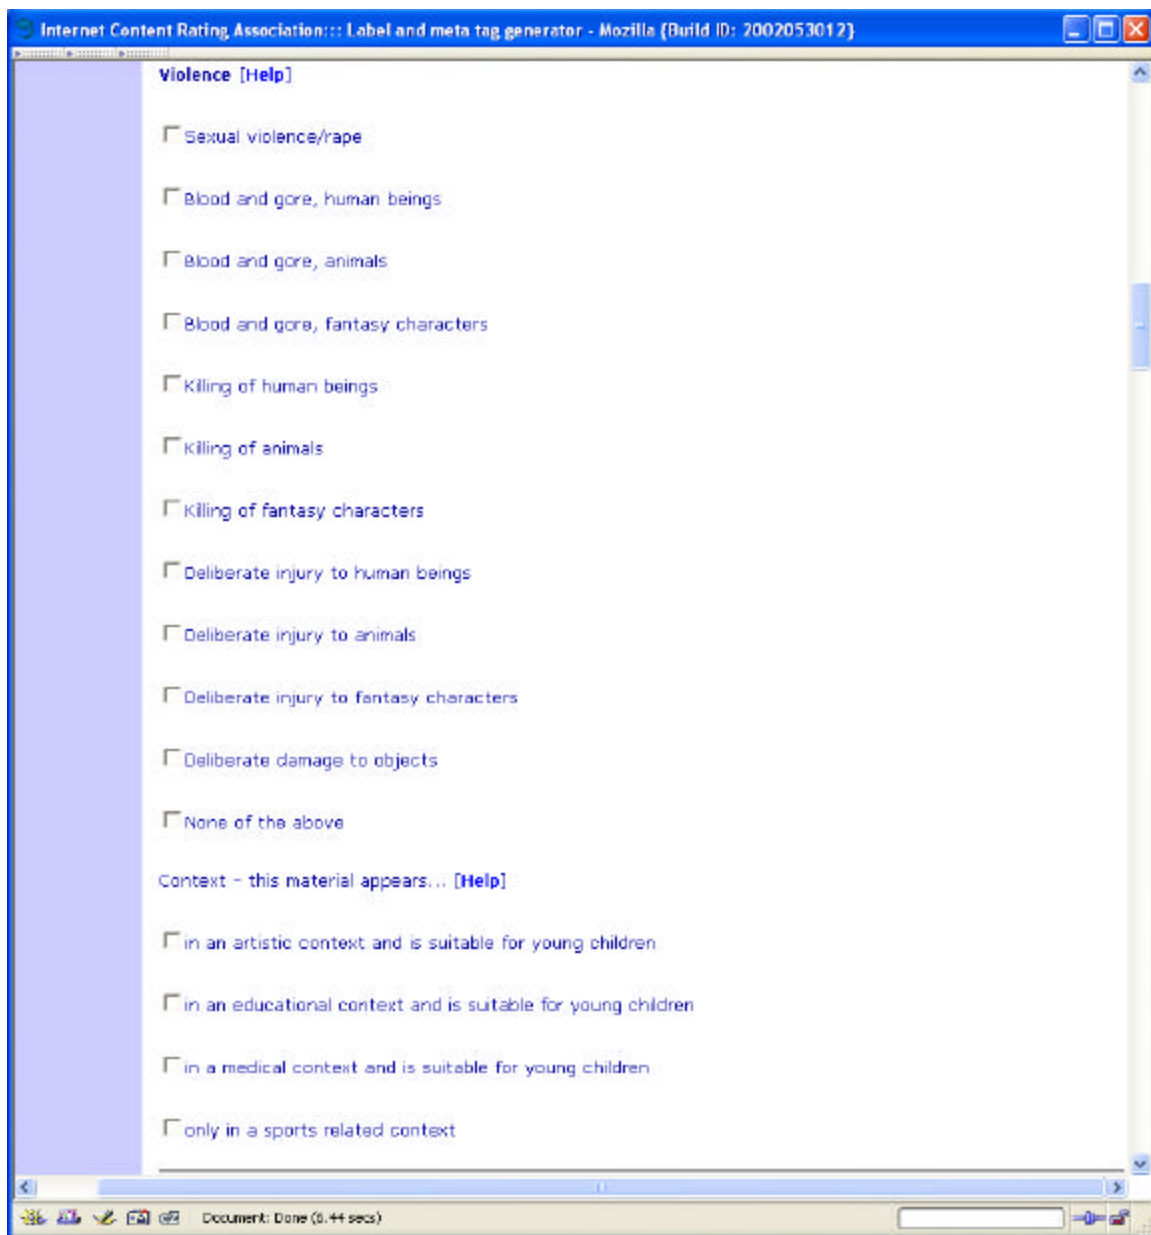 Internet Content Rating Association::: Label and meta tag generator - Mozilla {Build ID: 2002053012}
Violence [Help]
Sexual violence/rape
Blood and gore, human beings
Blood and gore, animals
Blood and gore, fantasy characters
Killing of human beings
Killing of animals
Killing of fantasy characters
Deliberate injury to human beings
Deliberate injury to animals
Deliberate injury to fantasy characters
Deliberate damage to objects
None of the above
Context - this material appears... [Help]
in an artistic context and is suitable for young children
in an educational context and is suitable for young children
in a medical context and is suitable for young children
only in a sports related context
Document: Done (6.44 secs)